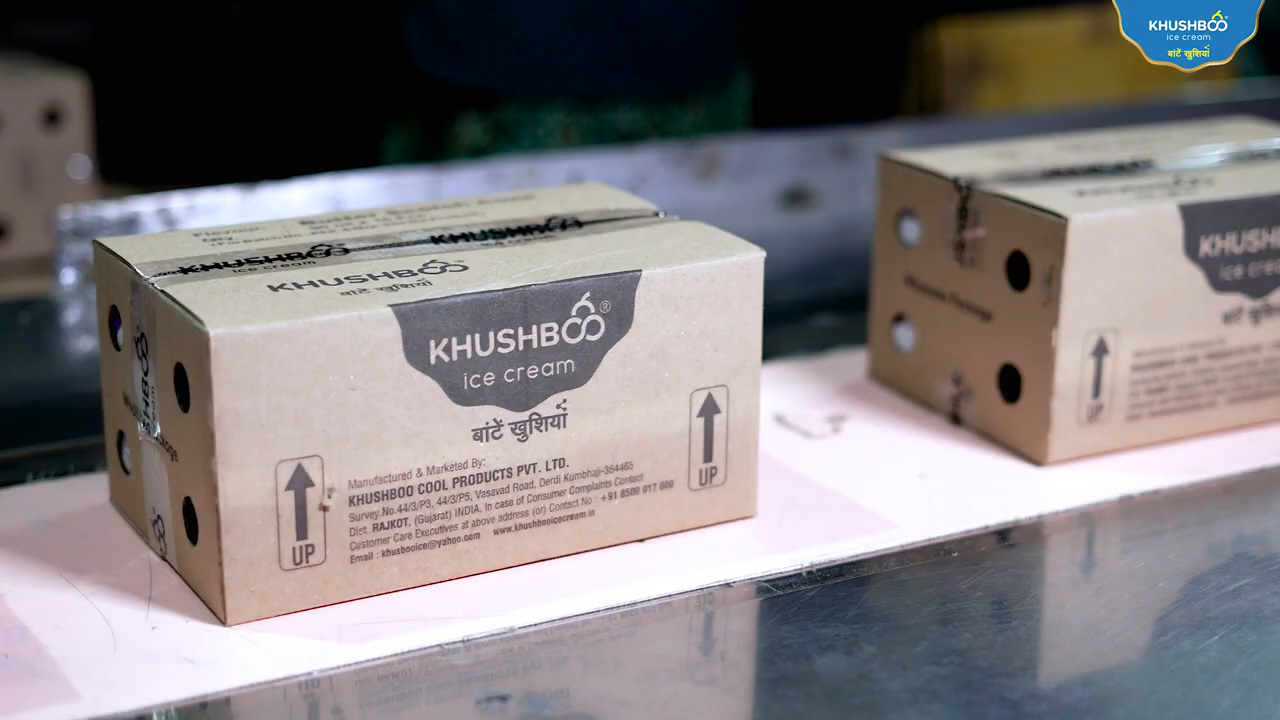 KHUSHBOO
ice cream
बांटें खुशियां
KHUSHBOO KHUSHBOO
ice cream
KHUSHBOO
बांटें खुशियां
KHUSHBOO®
ice cream
बांटें खुशियां
UP
UP
Manufactured & Marketed By:
KHUSHBOO COOL PRODUCTS PVT. LTD.
Survey.No.44/3/P3, 44/3/P5, Vasavad Road, Derdi Kumbhaji-364465
Dist. RAJKOT, (Gujarat) INDIA. In case of Consumer Complaints Contact
Customer Care Executives at above address (or) Contact No : +91 8500 017 000
Email : khusbooice@yahoo.com www.khushbooicecream.in
KHUSH
ice cre
UP